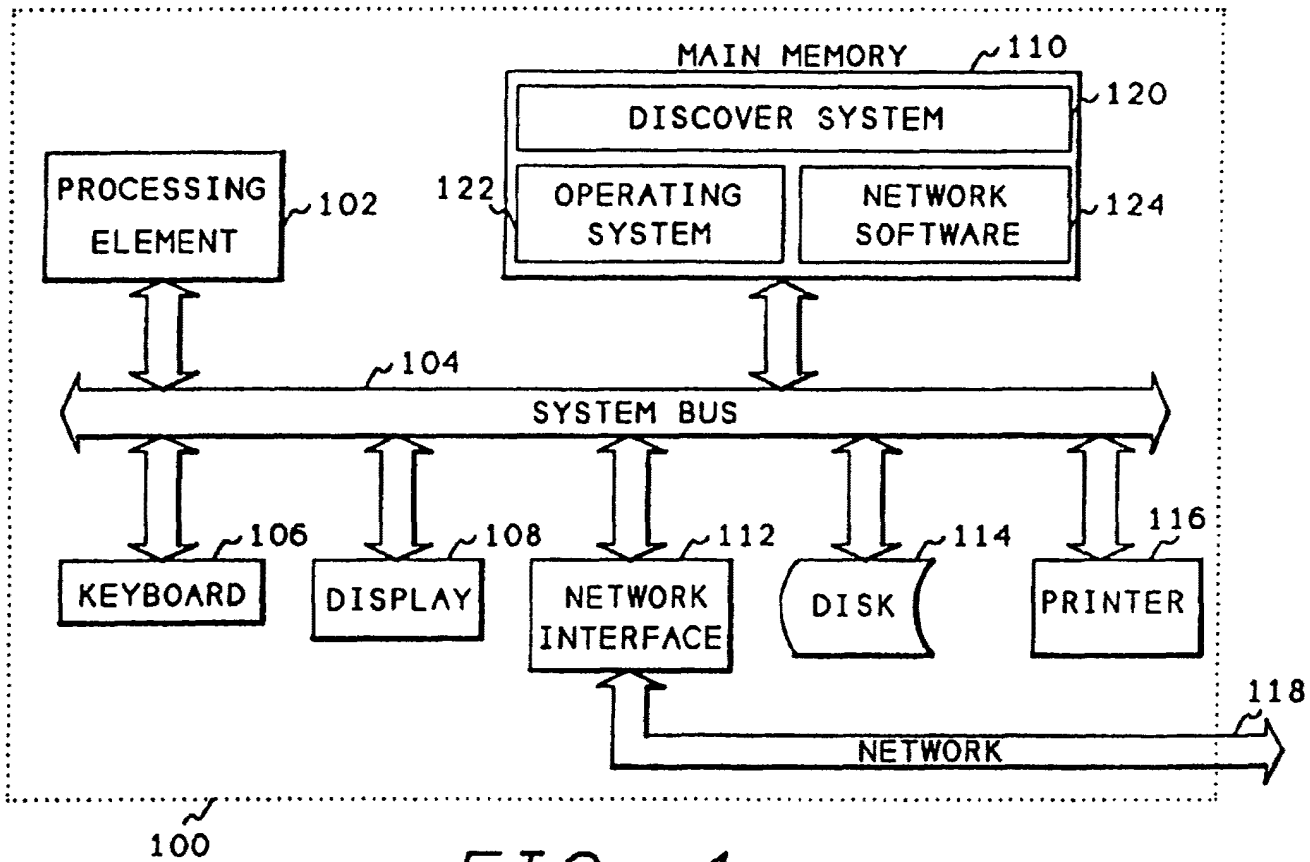 MAIN MEMORY
110
DISCOVER SYSTEM
120
PROCESSING
ELEMENT
102
122
OPERATING
SYSTEM
NETWORK
SOFTWARE
124
104
SYSTEM BUS
106
KEYBOARD
108
DISPLAY
112
NETWORK
INTERFACE
114
DISK
116
PRINTER
118
NETWORK
100